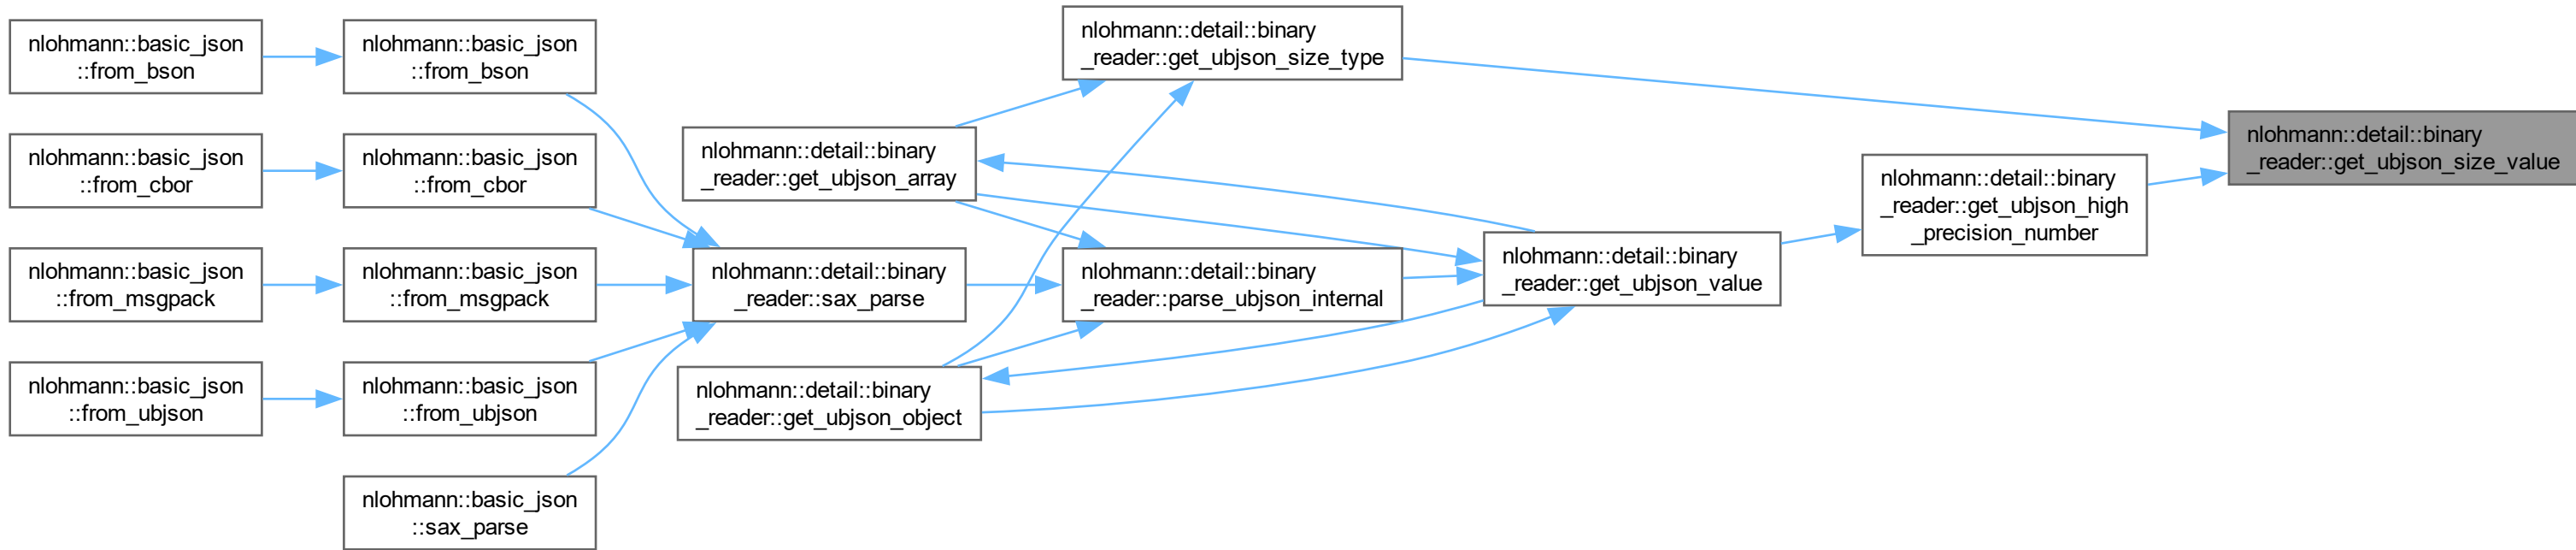 nlohmann::basic_json
::from_bson
nlohmann::basic_json
::from_bson
nlohmann::basic_json
::from_cbor
nlohmann::basic_json
::from_cbor
nlohmann::basic_json
::from_msgpack
nlohmann::basic_json
::from_msgpack
nlohmann::basic_json
::from_ubjson
nlohmann::basic_json
::from_ubjson
nlohmann::basic_json
::sax_parse
nlohmann::detail::binary
_reader::get_ubjson_array
nlohmann::detail::binary
_reader::sax_parse
nlohmann::detail::binary
_reader::get_ubjson_object
nlohmann::detail::binary
_reader::get_ubjson_size_type
nlohmann::detail::binary
_reader::parse_ubjson_internal
nlohmann::detail::binary
_reader::get_ubjson_value
nlohmann::detail::binary
_reader::get_ubjson_high
_precision_number
nlohmann::detail::binary
_reader::get_ubjson_size_value